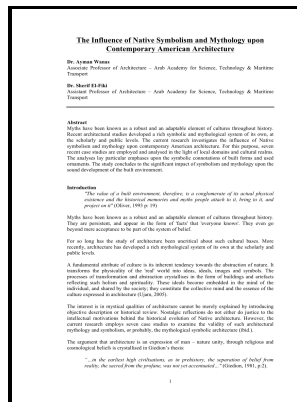 The Influence of Native Symbolism and Mythology upon
Contemporary American Architecture
Dr. Ayman Wanas
Associate Professor of Architecture – Arab Academy for Science, Technology & Maritime
Transport
Dr. Sherif El-Fiki
Assistant Professor of Architecture – Arab Academy for Science, Technology & Maritime
Transport
Abstract
Myths have been known as a robust and an adaptable element of cultures throughout history.
Recent architectural studies developed a rich symbolic and mythological system of its own, at
the scholarly and public levels. The current research investigates the influence of Native
symbolism and mythology upon contemporary American architecture. For this purpose, seven
recent case studies are employed and analysed in the light of local domains and cultural realms.
The analyses lay particular emphases upon the symbolic connotations of built forms and used
ornaments. The study concludes to the significant impact of symbolism and mythology upon the
sound development of the built environment.
Introduction
"The value of a built environment, therefore, is a conglomerate of its actual physical
existence and the historical memories and myths people attach to it, bring to it, and
project on it" (Oliver, 1993 p. 19)
Myths have been known as a robust and an adaptable element of cultures throughout history.
They are persistent, and appear in the form of 'facts' that 'everyone knows'. They even go
beyond mere acceptance to be part of the system of belief.
For so long has the study of architecture been uncritical about such cultural bases. More
recently, architecture has developed a rich mythological system of its own at the scholarly and
public levels.
A fundamental attribute of culture is its inherent tendency towards the abstraction of nature. It
transforms the physicality of the 'real' world into ideas, ideals, images and symbols. The
processes of transformation and abstraction crystallises in the form of buildings and artefacts
reflecting such holism and spirituality. These ideals become embedded in the mind of the
individual, and shared by the society; they constitute the collective mind and the essence of the
culture expressed in architecture (Ujam, 2005).
The interest is in mystical qualities of architecture cannot be merely explained by introducing
objective description or historical review. Nostalgic reflections do not either do justice to the
intellectual motivations behind the historical evolution of Native architecture. However, the
current research employ seven case studies to examine the validity of such architectural
mythology and symbolism, or probably, the mythological symbolic architecture (ibid.).
The argument that architecture is an expression of man – nature unity, through religious and
cosmological beliefs is crystallised in Giedion's thesis:
"…in the earliest high civilisations, as in prehistory, the separation of belief from
reality, the sacred from the profane, was not yet accentuated…" (Giedion, 1981, p.2).
1